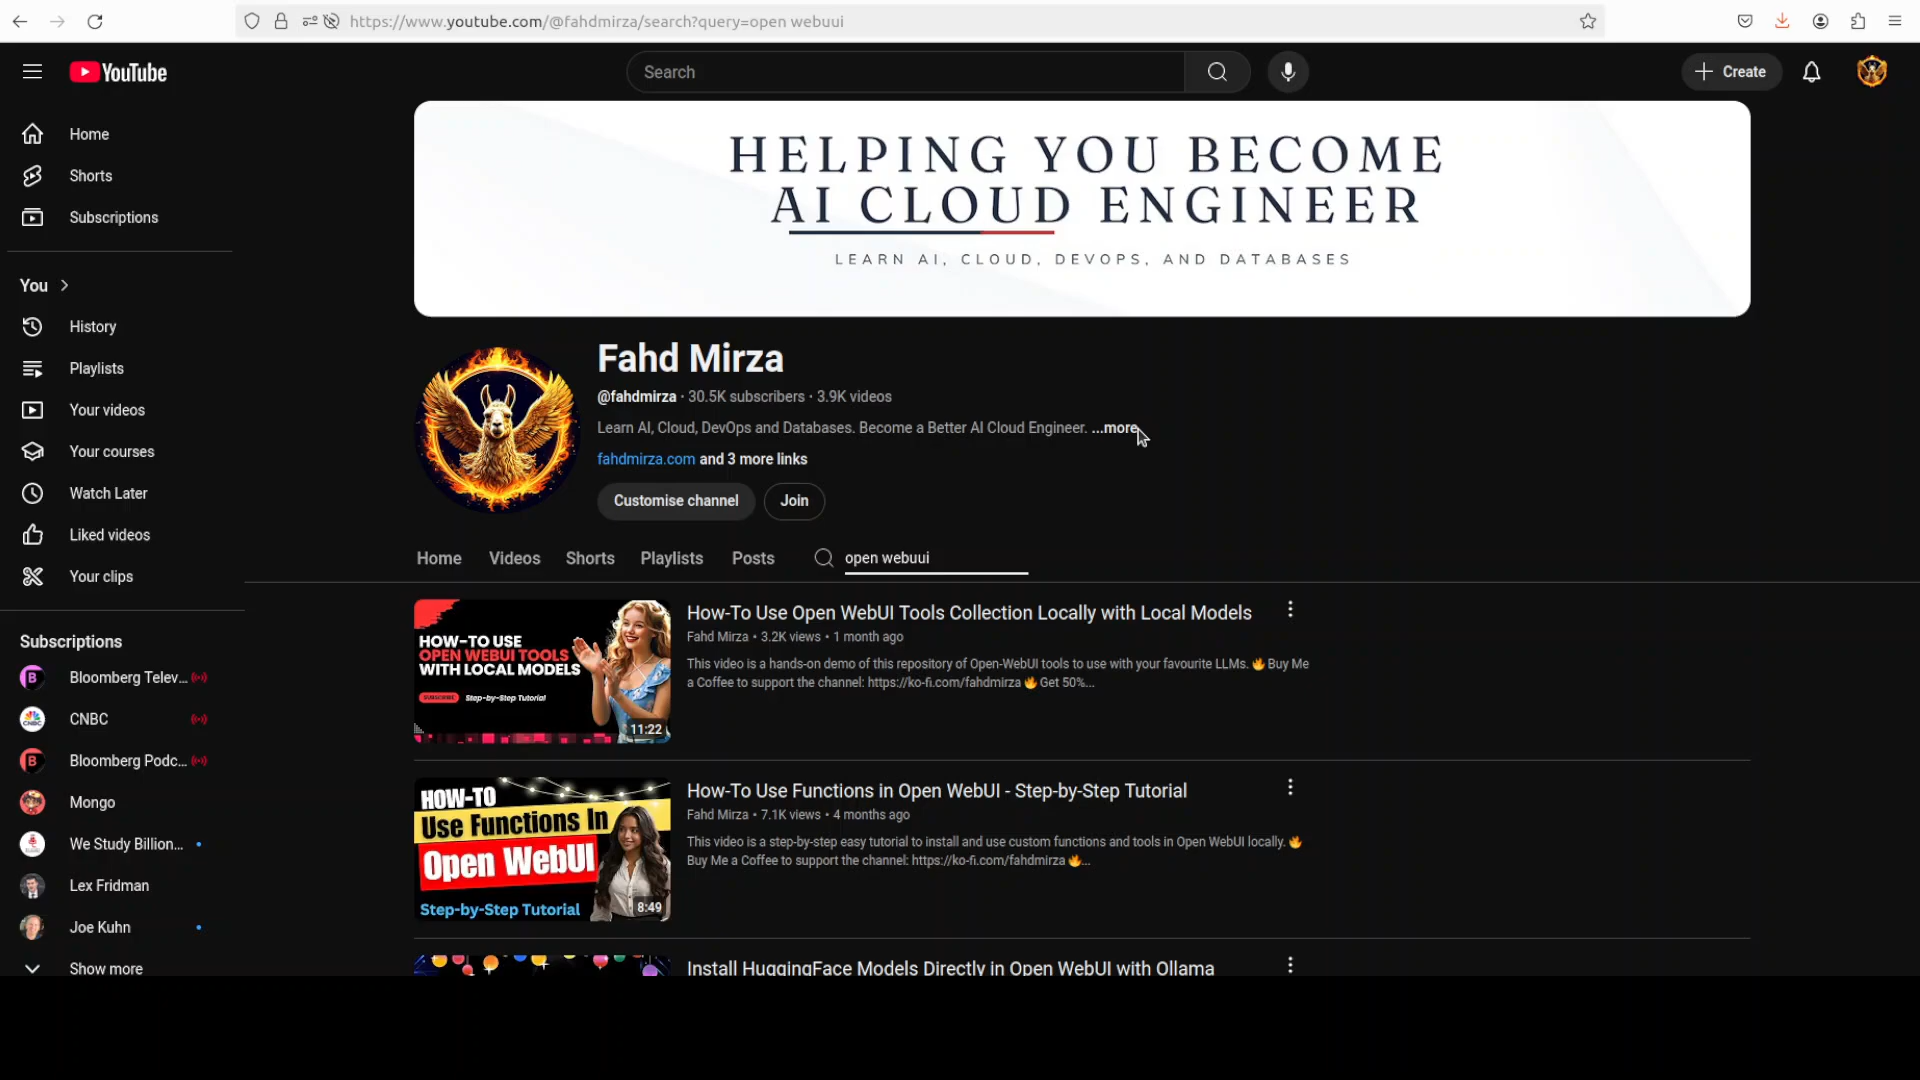 https://www.youtube.com/@fahdmirza/search?query=open webuui
YouTube
Search
Create
Home
Shorts
Subscriptions
You
History
Playlists
Your videos
Your courses
Watch Later
Liked videos
Your clips
Subscriptions
Bloomberg Telev...
CNBC
Bloomberg Podc...
Mongo
We Study Billion...
Lex Fridman
Joe Kuhn
Show more
HELPING YOU BECOME
AI CLOUD ENGINEER
LEARN AI, CLOUD, DEVOPS, AND DATABASES
Fahd Mirza
@fahdmirza • 30.5K subscribers • 3.9K videos
Learn AI, Cloud, DevOps and Databases. Become a Better AI Cloud Engineer. ...more
fahdmirza.com and 3 more links
Customise channel
Join
Home Videos Shorts Playlists Posts open webuui
HOW-TO USE
OPEN WEBUI TOOLS
WITH LOCAL MODELS
SUBSCRIBE Step-by-Step Tutorial
11:22
How-To Use Open WebUI Tools Collection Locally with Local Models
Fahd Mirza • 3.2K views • 1 month ago
This video is a hands-on demo of this repository of Open-WebUI tools to use with your favourite LLMs. 🔥 Buy Me
a Coffee to support the channel: https://ko-fi.com/fahdmirza 🔥 Get 50%...
HOW-TO
Use Functions In
Open WebUI
Step-by-Step Tutorial
8:49
How-To Use Functions in Open WebUI - Step-by-Step Tutorial
Fahd Mirza • 7.1K views • 4 months ago
This video is a step-by-step easy tutorial to install and use custom functions and tools in Open WebUI locally. 🔥
Buy Me a Coffee to support the channel: https://ko-fi.com/fahdmirza 🔥...
Install HuggingFace Models Directly in Open WebUI with Ollama